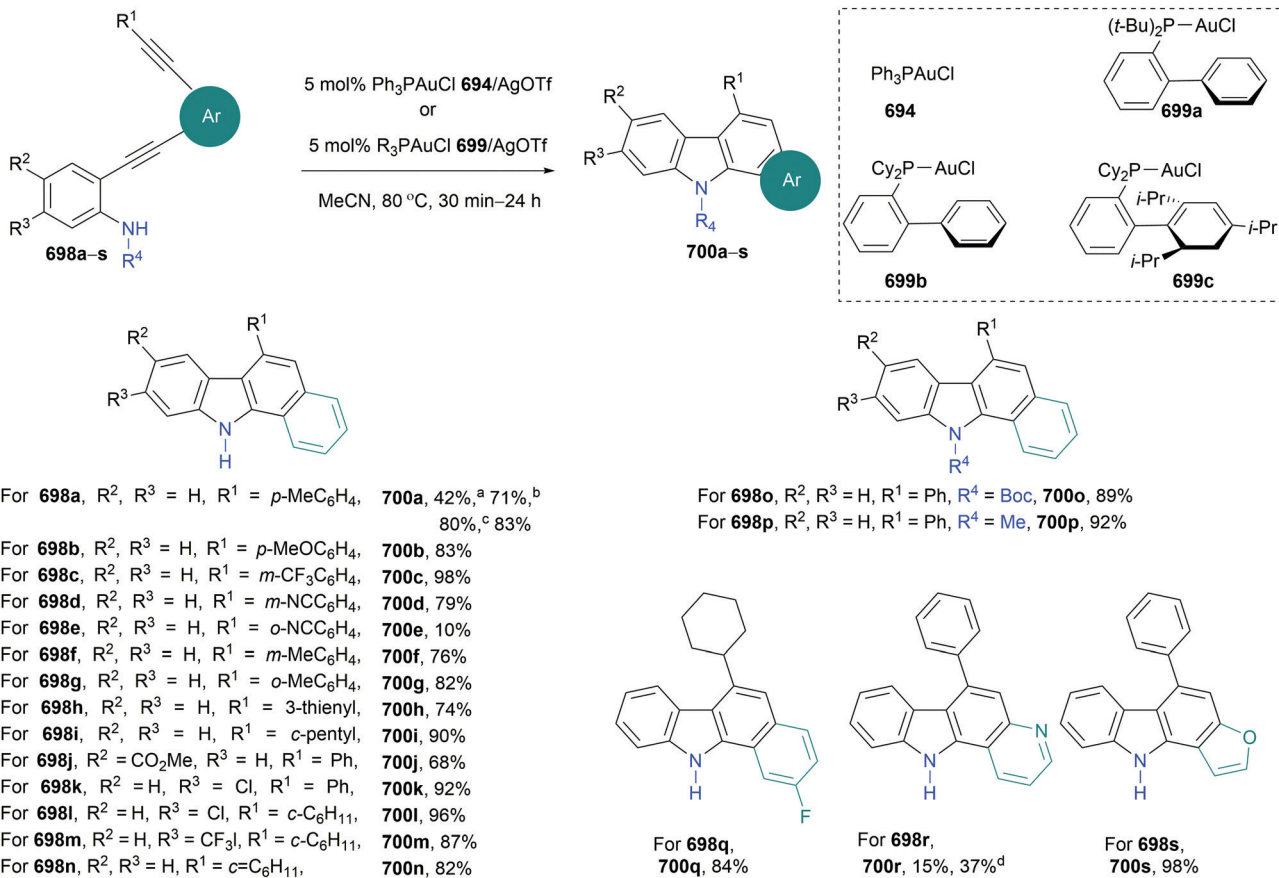 R¹
Ar
R²
R³
NH
R⁴
698a–s
5 mol% Ph₃PAuCl 694/AgOTf
or
5 mol% R₃PAuCl 699/AgOTf
MeCN, 80 ºC, 30 min–24 h
R¹
R²
R³
N
R₄
Ar
700a–s
Ph₃PAuCl
694
(t-Bu)₂P—AuCl
699a
Cy₂P—AuCl
699b
Cy₂P—AuCl
i-Pr
i-Pr
i-Pr
699c
R¹
R²
R³
N
H
For 698a, R², R³ = H, R¹ = p-MeC₆H₄, 700a, 42%,ᵃ 71%,ᵇ
80%,ᶜ 83%
For 698b, R², R³ = H, R¹ = p-MeOC₆H₄, 700b, 83%
For 698c, R², R³ = H, R¹ = m-CF₃C₆H₄, 700c, 98%
For 698d, R², R³ = H, R¹ = m-NCC₆H₄, 700d, 79%
For 698e, R², R³ = H, R¹ = o-NCC₆H₄, 700e, 10%
For 698f, R², R³ = H, R¹ = m-MeC₆H₄, 700f, 76%
For 698g, R², R³ = H, R¹ = o-MeC₆H₄, 700g, 82%
For 698h, R², R³ = H, R¹ = 3-thienyl, 700h, 74%
For 698i, R², R³ = H, R¹ = c-pentyl, 700i, 90%
For 698j, R² = CO₂Me, R³ = H, R¹ = Ph, 700j, 68%
For 698k, R² = H, R³ = Cl, R¹ = Ph, 700k, 92%
For 698l, R² = H, R³ = Cl, R¹ = c-C₆H₁₁, 700l, 96%
For 698m, R² = H, R³ = CF₃l, R¹ = c-C₆H₁₁, 700m, 87%
For 698n, R², R³ = H, R¹ = c=C₆H₁₁, 700n, 82%
R¹
R²
R³
N
R⁴
For 698o, R², R³ = H, R¹ = Ph, R⁴ = Boc, 700o, 89%
For 698p, R², R³ = H, R¹ = Ph, R⁴ = Me, 700p, 92%
N
H
F
For 698q,
700q, 84%
N
N
H
For 698r,
700r, 15%, 37%ᵈ
O
N
H
For 698s,
700s, 98%